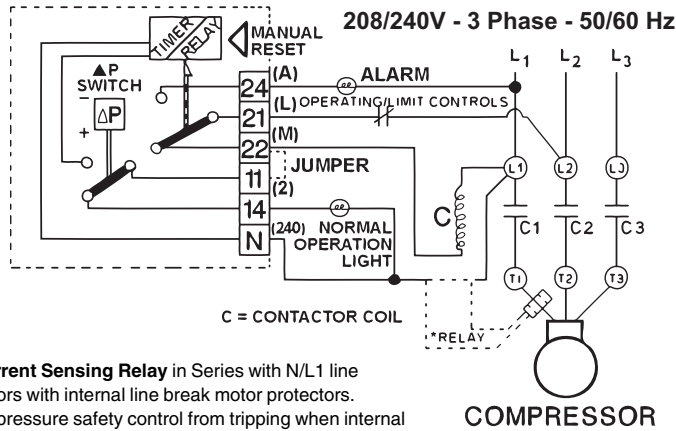 208/240V - 3 Phase - 50/60 Hz
TIMER
RELAY
MANUAL
RESET
L1
L2
L3
▲P
SWITCH
−
ΔP
+
24
(A)
ALARM
21
(L) OPERATING/LIMIT CONTROLS
22
(M)
JUMPER
11
(2)
14
N
(240) NORMAL
OPERATION
LIGHT
L1
L2
L3
C
C1
C2
C3
T1
T2
T3
C = CONTACTOR COIL
*RELAY
rrent Sensing Relay in Series with N/L1 line
ors with internal line break motor protectors.
pressure safety control from tripping when internal
COMPRESSOR